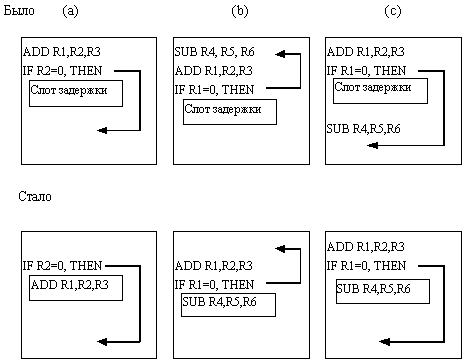 Было (a) (b) (c)
ADD R1,R2,R3
IF R2=0, THEN
Слот задержки
SUB R4, R5, R6
ADD R1,R2,R3
IF R1=0, THEN
Слот задержки
ADD R1,R2,R3
IF R1=0, THEN
Слот задержки
SUB R4,R5,R6
Стало
IF R2=0, THEN
ADD R1,R2,R3
ADD R1,R2,R3
IF R1=0, THEN
SUB R4,R5,R6
ADD R1,R2,R3
IF R1=0, THEN
SUB R4,R5,R6